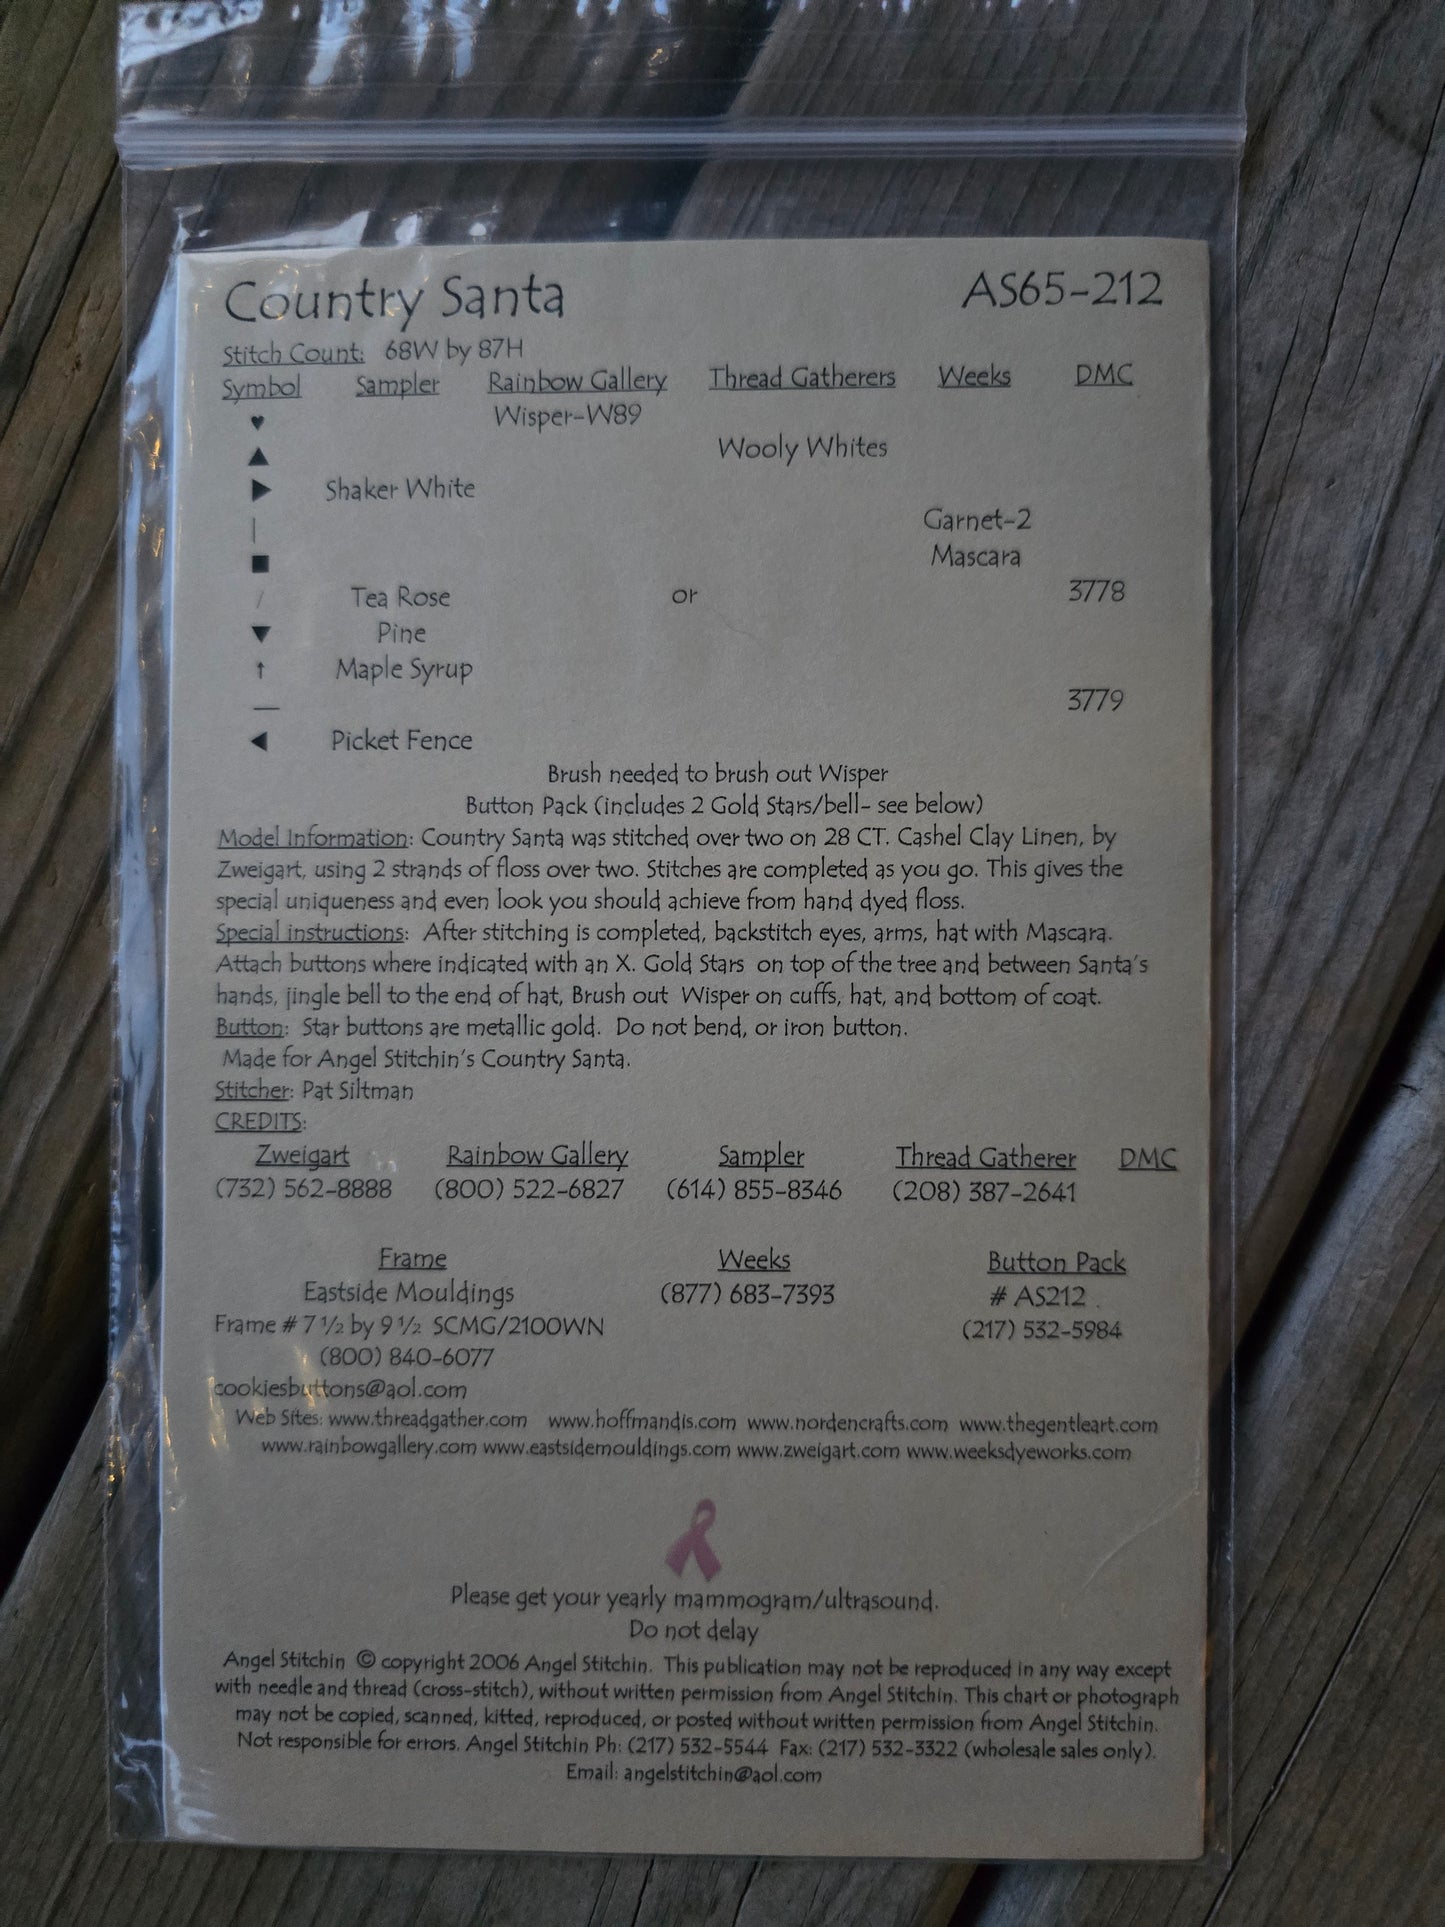 Country Santa AS65-212
Stitch Count: 68W by 87H
Symbol Sampler Rainbow Gallery Thread Gatherers Weeks DMC
♥ Wisper-W89
▲ Wooly Whites
▶ Shaker White
| Garnet-2
■ Mascara
/ Tea Rose or 3778
▼ Pine
↑ Maple Syrup
— 3779
◀ Picket Fence
Brush needed to brush out Wisper
Button Pack (includes 2 Gold Stars/bell- see below)
Model Information: Country Santa was stitched over two on 28 CT. Cashel Clay Linen, by
Zweigart, using 2 strands of floss over two. Stitches are completed as you go. This gives the
special uniqueness and even look you should achieve from hand dyed floss.
Special instructions: After stitching is completed, backstitch eyes, arms, hat with Mascara.
Attach buttons where indicated with an X. Gold Stars on top of the tree and between Santa's
hands, jingle bell to the end of hat, Brush out Wisper on cuffs, hat, and bottom of coat.
Button: Star buttons are metallic gold. Do not bend, or iron button.
Made for Angel Stitchin's Country Santa.
Stitcher: Pat Siltman
CREDITS:
Zweigart Rainbow Gallery Sampler Thread Gatherer DMC
(732) 562-8888 (800) 522-6827 (614) 855-8346 (208) 387-2641
Frame Weeks Button Pack
Eastside Mouldings (877) 683-7393 # AS212
Frame # 7 ½ by 9 ½ SCMG/2100WN (217) 532-5984
(800) 840-6077
cookiesbuttons@aol.com
Web Sites: www.threadgather.com www.hoffmandis.com www.nordencrafts.com www.thegentleart.com
www.rainbowgallery.com www.eastsidemouldings.com www.zweigart.com www.weeksdyeworks.com
Please get your yearly mammogram/ultrasound.
Do not delay
Angel Stitchin © copyright 2006 Angel Stitchin. This publication may not be reproduced in any way except
with needle and thread (cross-stitch), without written permission from Angel Stitchin. This chart or photograph
may not be copied, scanned, kitted, reproduced, or posted without written permission from Angel Stitchin.
Not responsible for errors. Angel Stitchin Ph: (217) 532-5544 Fax: (217) 532-3322 (wholesale sales only).
Email: angelstitchin@aol.com